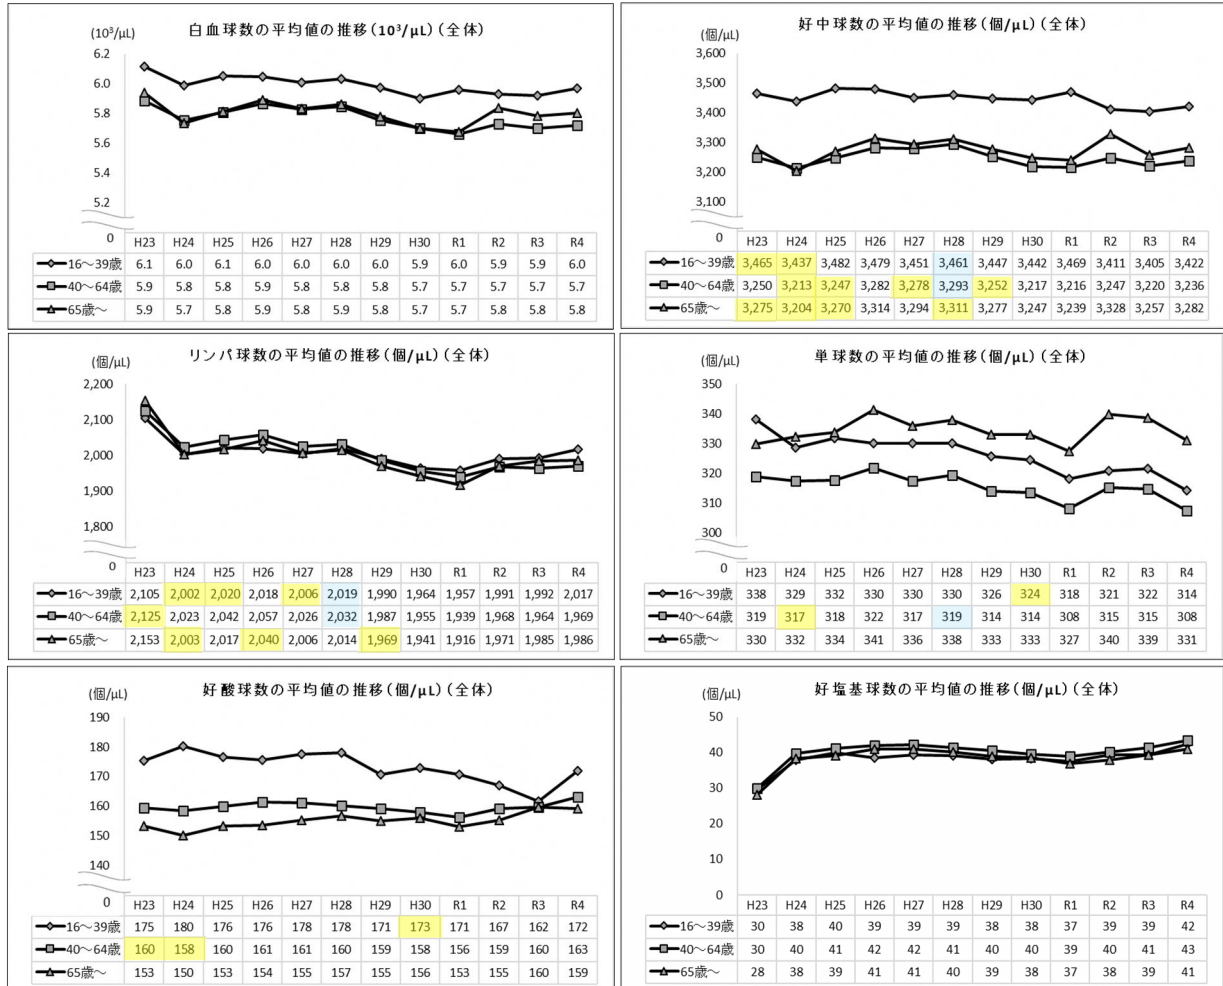 白血球数の平均値の推移(10³/μL)(全体)
(10³/μL)
6.2
6.0
5.8
5.6
5.4
5.2
0
H23 H24 H25 H26 H27 H28 H29 H30 R1 R2 R3 R4
16～39歳 6.1 6.0 6.1 6.0 6.0 6.0 6.0 5.9 6.0 5.9 5.9 6.0
40～64歳 5.9 5.8 5.8 5.9 5.8 5.8 5.8 5.7 5.7 5.7 5.7 5.7
65歳～ 5.9 5.7 5.8 5.9 5.8 5.9 5.8 5.7 5.7 5.8 5.8 5.8
好中球数の平均値の推移(個/μL)(全体)
(個/μL)
3,600
3,500
3,400
3,300
3,200
3,100
0
H23 H24 H25 H26 H27 H28 H29 H30 R1 R2 R3 R4
16～39歳 3,465 3,437 3,482 3,479 3,451 3,461 3,447 3,442 3,469 3,411 3,405 3,422
40～64歳 3,250 3,213 3,247 3,282 3,278 3,293 3,252 3,217 3,216 3,247 3,220 3,236
65歳～ 3,275 3,204 3,270 3,314 3,294 3,311 3,277 3,247 3,239 3,328 3,257 3,282
リンパ球数の平均値の推移(個/μL)(全体)
(個/μL)
2,200
2,100
2,000
1,900
1,800
0
H23 H24 H25 H26 H27 H28 H29 H30 R1 R2 R3 R4
16～39歳 2,105 2,002 2,020 2,018 2,006 2,019 1,990 1,964 1,957 1,991 1,992 2,017
40～64歳 2,125 2,023 2,042 2,057 2,026 2,032 1,987 1,955 1,939 1,968 1,964 1,969
65歳～ 2,153 2,003 2,017 2,040 2,006 2,014 1,969 1,941 1,916 1,971 1,985 1,986
単球数の平均値の推移(個/μL)(全体)
(個/μL)
350
340
330
320
310
300
0
H23 H24 H25 H26 H27 H28 H29 H30 R1 R2 R3 R4
16～39歳 338 329 332 330 330 330 326 324 318 321 322 314
40～64歳 319 317 318 322 317 319 314 314 308 315 315 308
65歳～ 330 332 334 341 336 338 333 333 327 340 339 331
好酸球数の平均値の推移(個/μL)(全体)
(個/μL)
190
180
170
160
150
140
0
H23 H24 H25 H26 H27 H28 H29 H30 R1 R2 R3 R4
16～39歳 175 180 176 176 178 178 171 173 171 167 162 172
40～64歳 160 158 160 161 161 160 159 158 156 159 160 163
65歳～ 153 150 153 154 155 157 155 156 153 155 160 159
好塩基球数の平均値の推移(個/μL)(全体)
(個/μL)
50
40
30
20
10
0
H23 H24 H25 H26 H27 H28 H29 H30 R1 R2 R3 R4
16～39歳 30 38 40 39 39 39 38 38 37 39 39 42
40～64歳 30 40 41 42 42 41 40 40 39 40 41 43
65歳～ 28 38 39 41 41 40 39 38 37 38 39 41